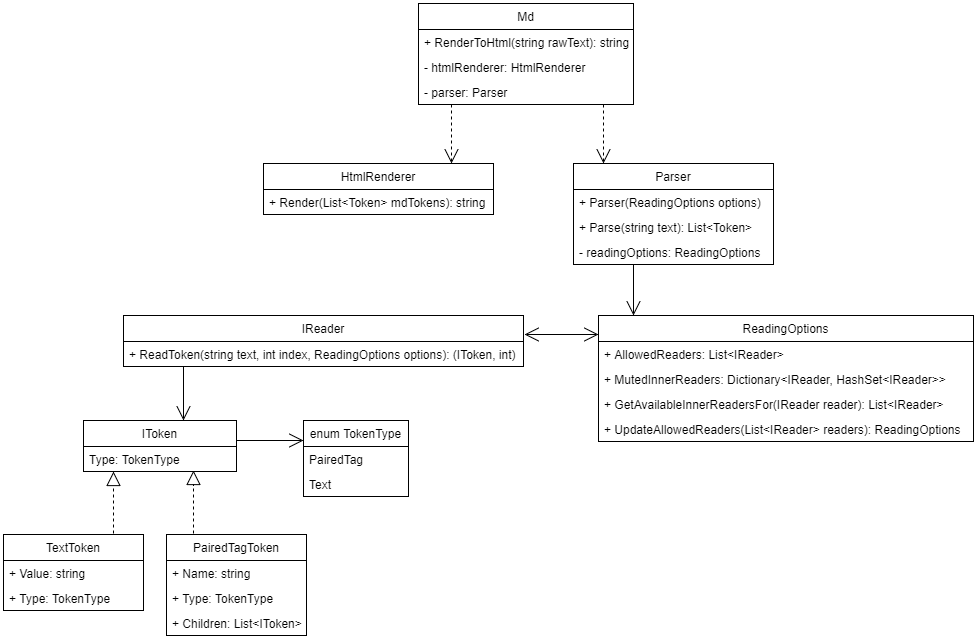 Md
+ RenderToHtml(string rawText): string
- htmlRenderer: HtmlRenderer
- parser: Parser
HtmlRenderer
+ Render(List<Token> mdTokens): string
Parser
+ Parser(ReadingOptions options)
+ Parse(string text): List<Token>
- readingOptions: ReadingOptions
IReader
+ ReadToken(string text, int index, ReadingOptions options): (IToken, int)
ReadingOptions
+ AllowedReaders: List<IReader>
+ MutedInnerReaders: Dictionary<IReader, HashSet<IReader>>
+ GetAvailableInnerReadersFor(IReader reader): List<IReader>
+ UpdateAllowedReaders(List<IReader> readers): ReadingOptions
IToken
Type: TokenType
enum TokenType
PairedTag
Text
TextToken
+ Value: string
+ Type: TokenType
PairedTagToken
+ Name: string
+ Type: TokenType
+ Children: List<IToken>